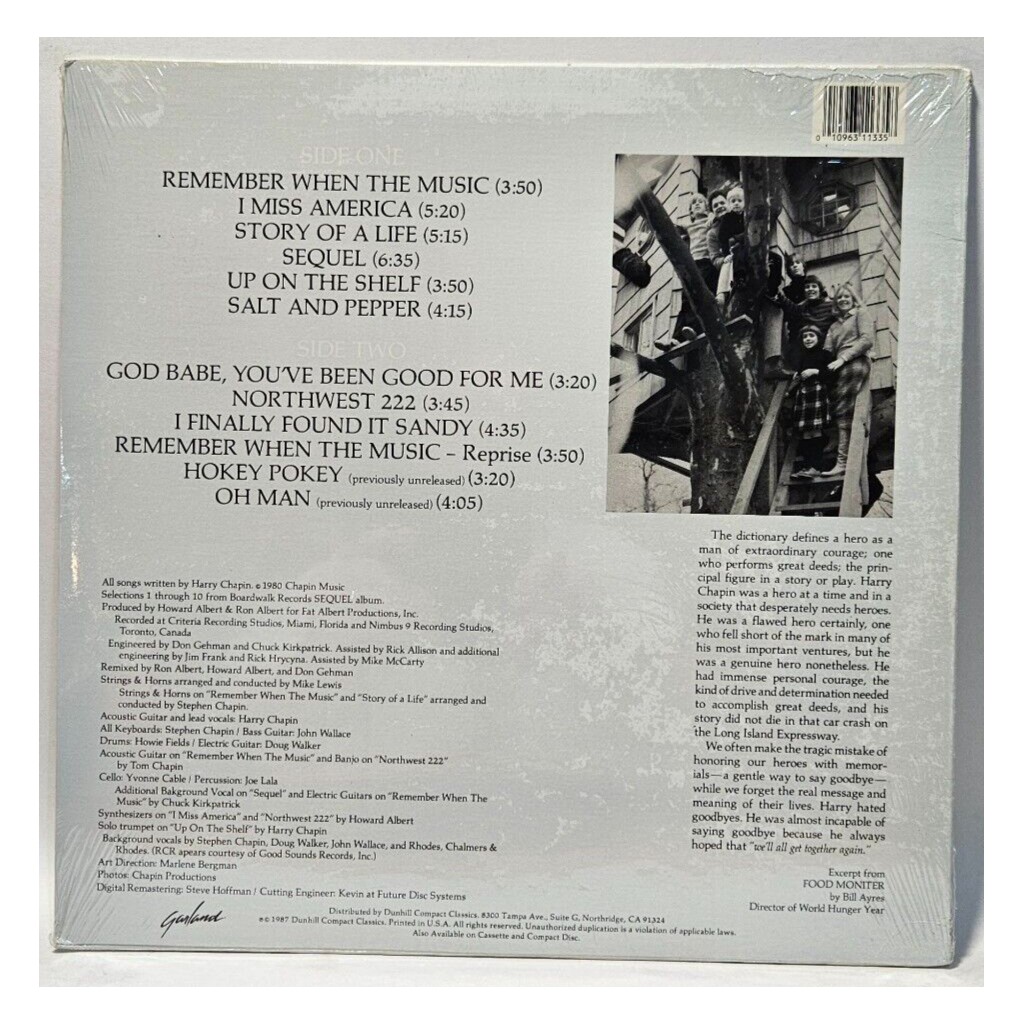 0 10963 11335
SIDE ONE
REMEMBER WHEN THE MUSIC (3:50)
I MISS AMERICA (5:20)
STORY OF A LIFE (5:15)
SEQUEL (6:35)
UP ON THE SHELF (3:50)
SALT AND PEPPER (4:15)
SIDE TWO
GOD BABE, YOU'VE BEEN GOOD FOR ME (3:20)
NORTHWEST 222 (3:45)
I FINALLY FOUND IT SANDY (4:35)
REMEMBER WHEN THE MUSIC – Reprise (3:50)
HOKEY POKEY (previously unreleased) (3:20)
OH MAN (previously unreleased) (4:05)
All songs written by Harry Chapin. © 1980 Chapin Music
Selections 1 through 10 from Boardwalk Records SEQUEL album.
Produced by Howard Albert & Ron Albert for Fat Albert Productions, Inc.
Recorded at Criteria Recording Studios, Miami, Florida and Nimbus 9 Recording Studios,
Toronto, Canada
Engineered by Don Gehman and Chuck Kirkpatrick. Assisted by Rick Allison and additional
engineering by Jim Frank and Rick Hrycyna. Assisted by Mike McCarty
Remixed by Ron Albert, Howard Albert, and Don Gehman
Strings & Horns arranged and conducted by Mike Lewis
Strings & Horns on "Remember When The Music" and "Story of a Life" arranged and
conducted by Stephen Chapin.
Acoustic Guitar and lead vocals: Harry Chapin
All Keyboards: Stephen Chapin / Bass Guitar: John Wallace
Drums: Howie Fields / Electric Guitar: Doug Walker
Acoustic Guitar on "Remember When The Music" and Banjo on "Northwest 222"
by Tom Chapin
Cello: Yvonne Cable / Percussion: Joe Lala
Additional Bakground Vocal on "Sequel" and Electric Guitars on "Remember When The
Music" by Chuck Kirkpatrick
Synthesizers on "I Miss America" and "Northwest 222" by Howard Albert
Solo trumpet on "Up On The Shelf" by Harry Chapin
Background vocals by Stephen Chapin, Doug Walker, John Wallace, and Rhodes, Chalmers &
Rhodes. (RCR apears courtesy of Good Sounds Records, Inc.)
Art Direction: Marlene Bergman
Photos: Chapin Productions
Digital Remastering: Steve Hoffman / Cutting Engineer: Kevin at Future Disc Systems
The dictionary defines a hero as a
man of extraordinary courage; one
who performs great deeds; the prin-
cipal figure in a story or play. Harry
Chapin was a hero at a time and in a
society that desperately needs heroes.
He was a flawed hero certainly, one
who fell short of the mark in many of
his most important ventures, but he
was a genuine hero nonetheless. He
had immense personal courage, the
kind of drive and determination needed
to accomplish great deeds, and his
story did not die in that car crash on
the Long Island Expressway.
We often make the tragic mistake of
honoring our heroes with memor-
ials—a gentle way to say goodbye—
while we forget the real message and
meaning of their lives. Harry hated
goodbyes. He was almost incapable of
saying goodbye because he always
hoped that "we'll all get together again."
Excerpt from
FOOD MONITER
by Bill Ayres
Director of World Hunger Year
Garland
Distributed by Dunhill Compact Classics. 8300 Tampa Ave., Suite G, Northridge, CA 91324
℗© 1987 Dunhill Compact Classics. Printed in U.S.A. All rights reserved. Unauthorized duplication is a violation of applicable laws.
Also Available on Cassette and Compact Disc.